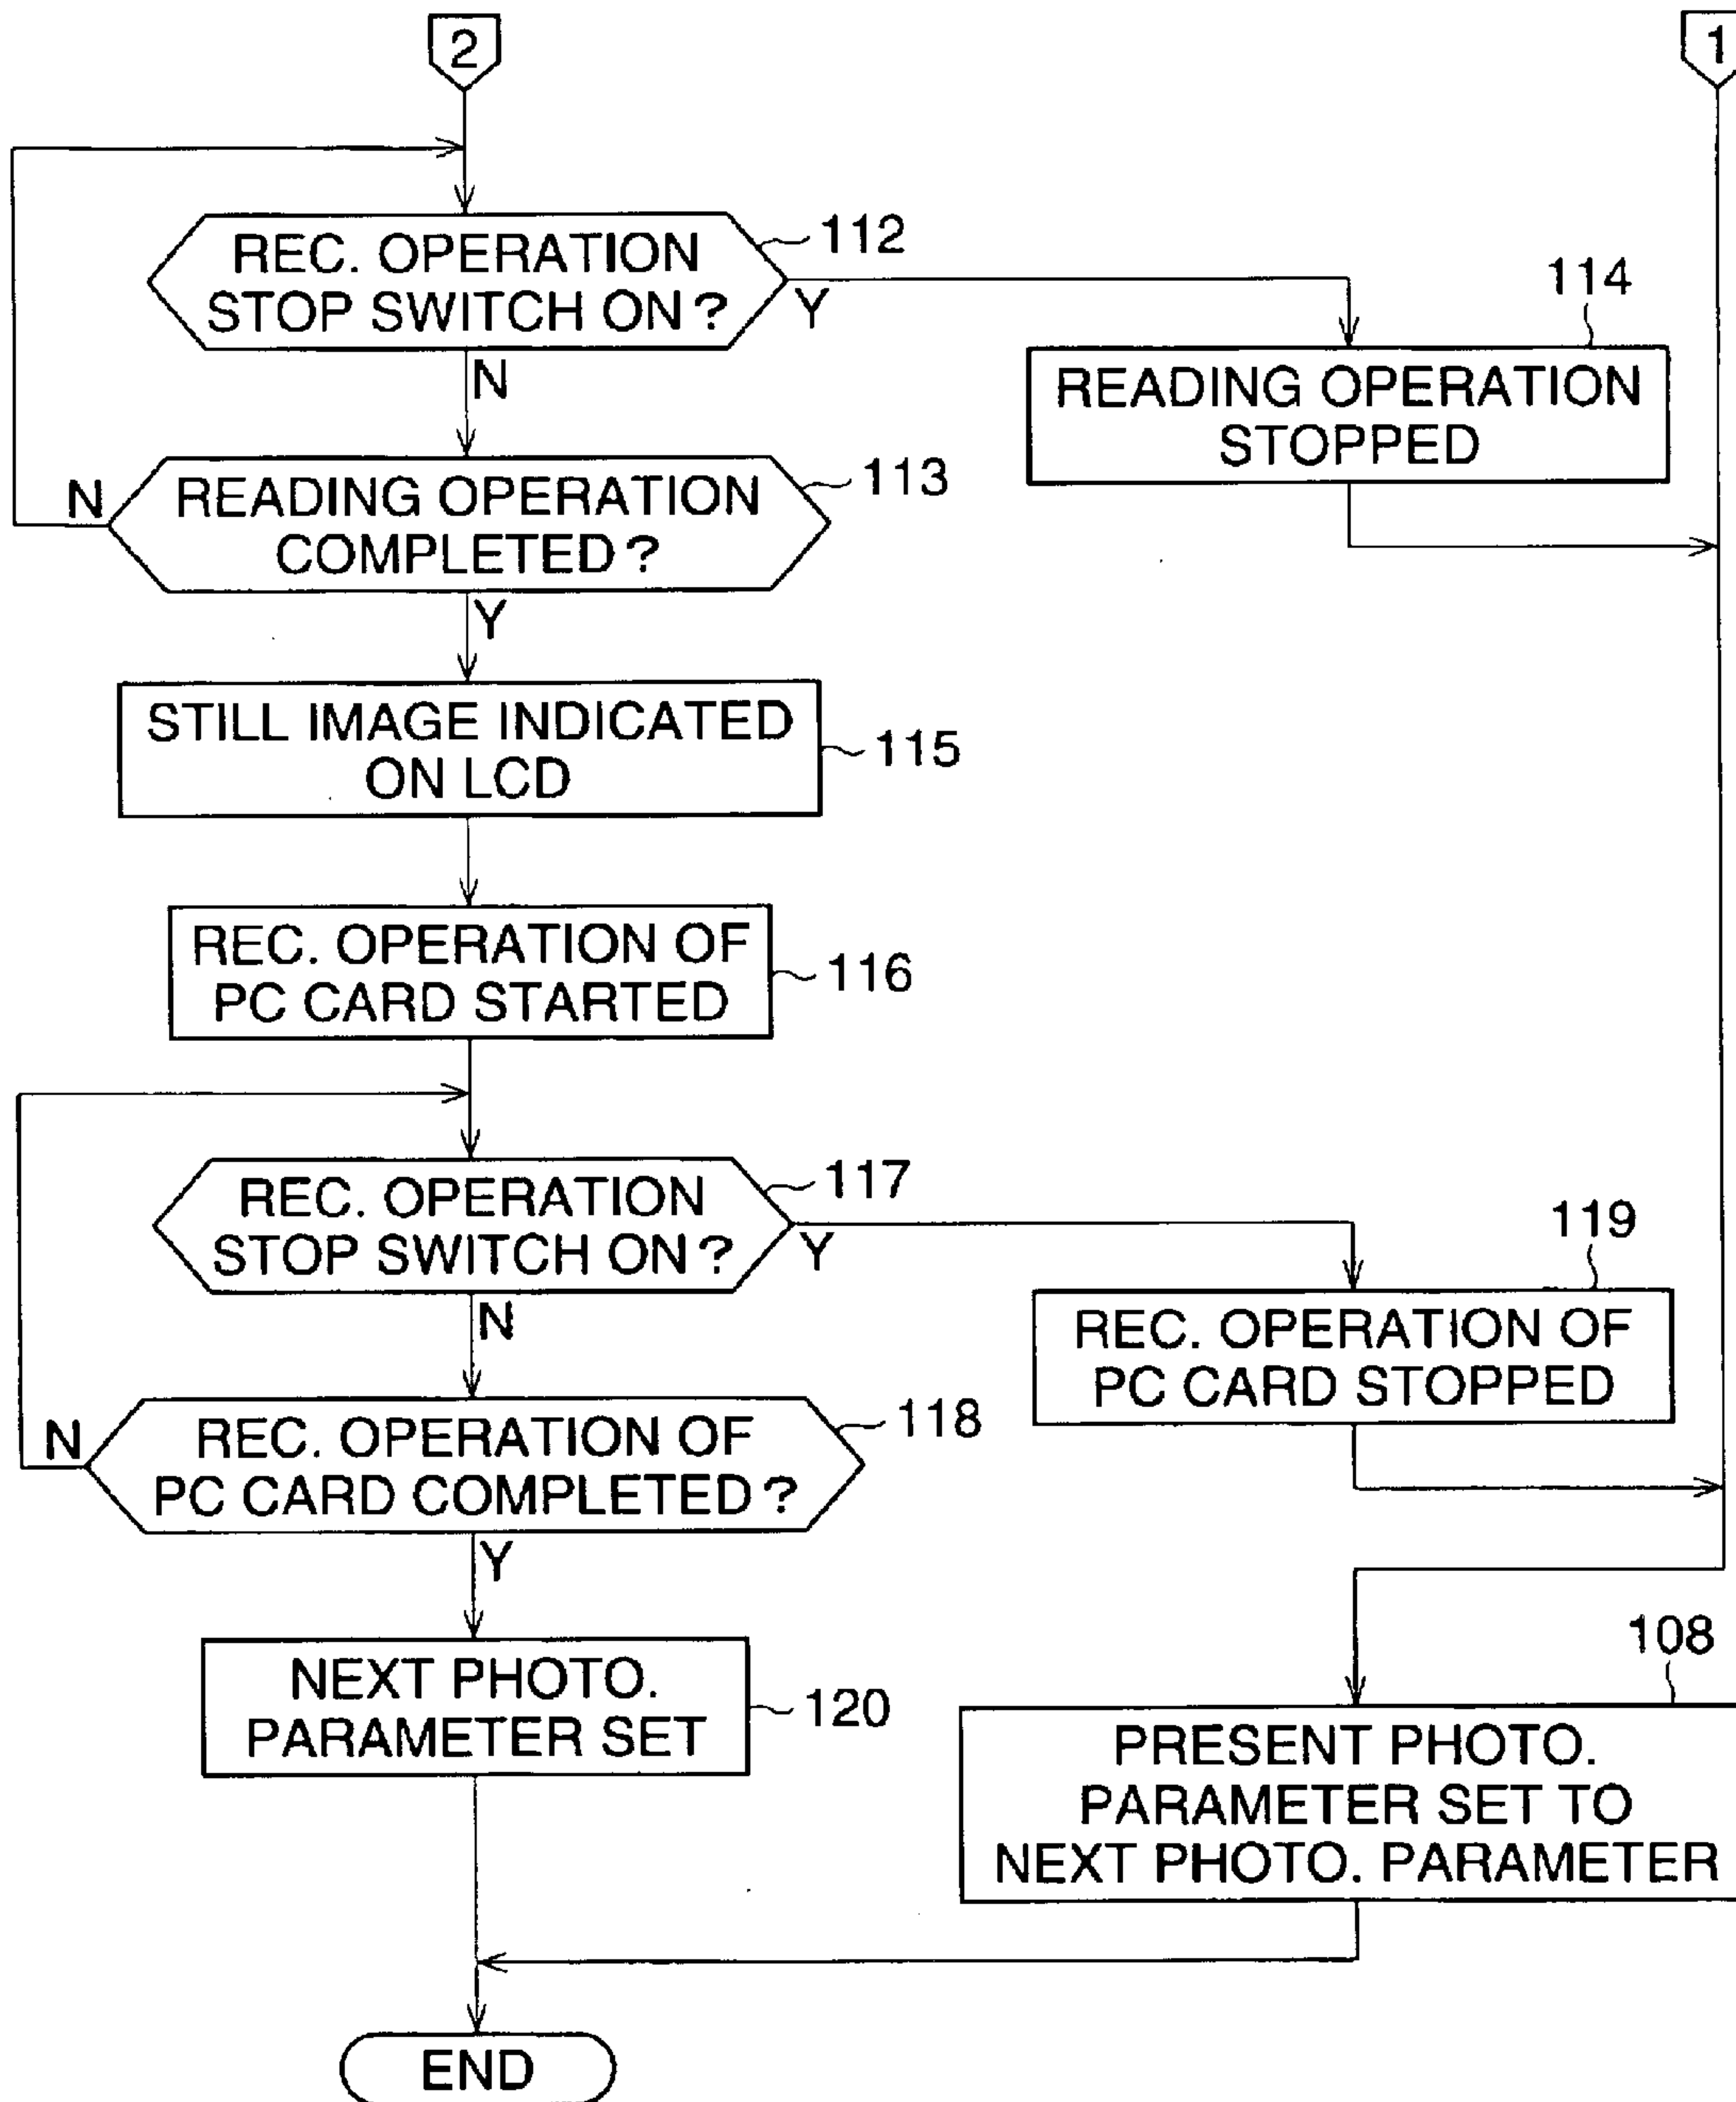 2
1
REC. OPERATION
STOP SWITCH ON ?
112
Y
N
114
READING OPERATION
STOPPED
READING OPERATION
COMPLETED ?
113
N
Y
STILL IMAGE INDICATED
ON LCD
115
REC. OPERATION OF
PC CARD STARTED
116
REC. OPERATION
STOP SWITCH ON ?
117
Y
N
119
REC. OPERATION OF
PC CARD STOPPED
REC. OPERATION OF
PC CARD COMPLETED ?
118
N
Y
NEXT PHOTO.
PARAMETER SET
120
108
PRESENT PHOTO.
PARAMETER SET TO
NEXT PHOTO. PARAMETER
END